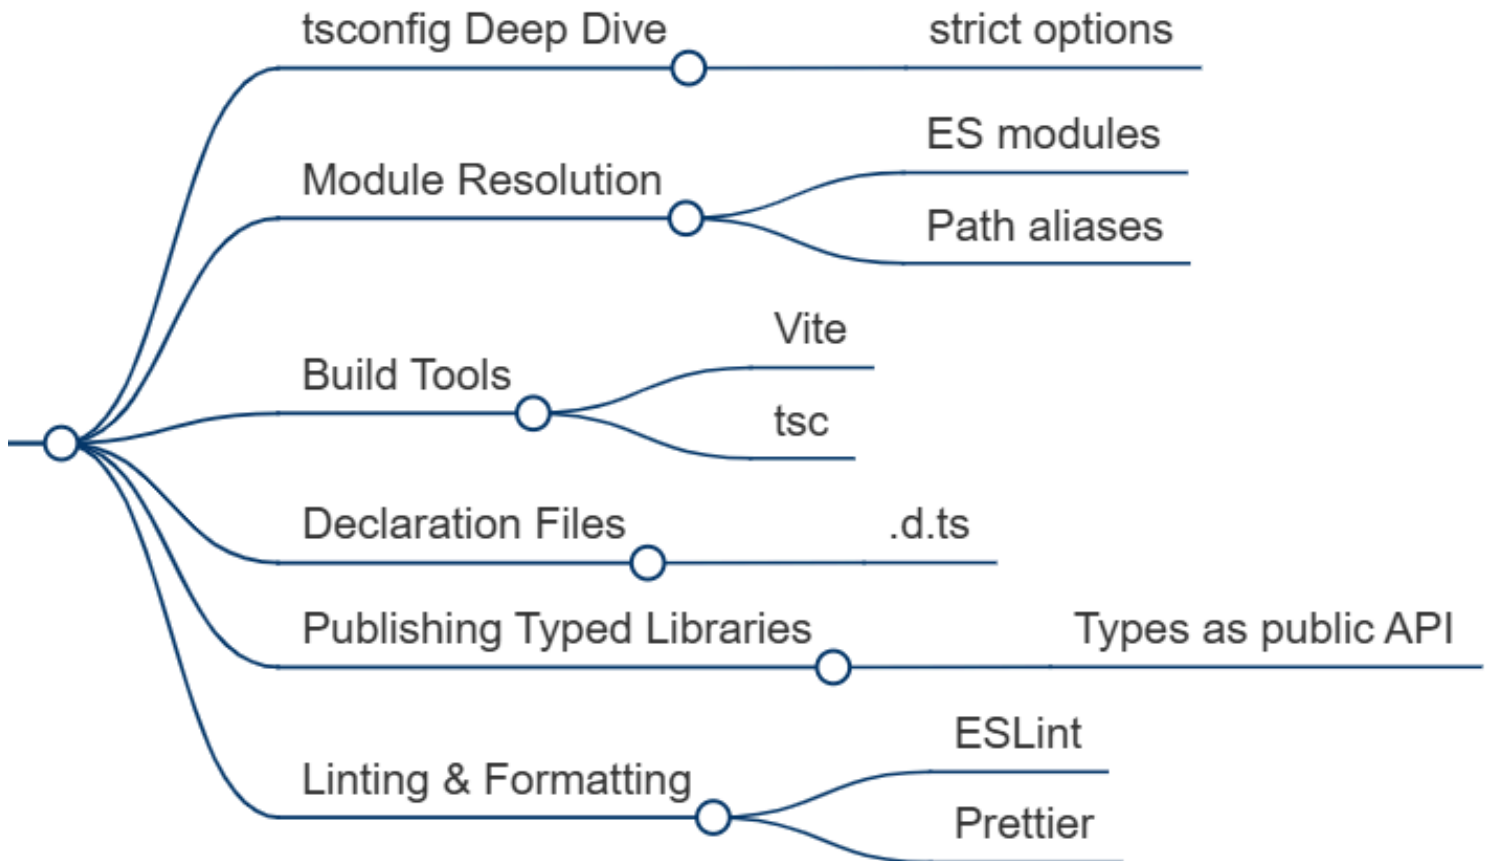 tsconfig Deep Dive
strict options
Module Resolution
ES modules
Path aliases
Build Tools
Vite
tsc
Declaration Files
.d.ts
Publishing Typed Libraries
Types as public API
Linting & Formatting
ESLint
Prettier